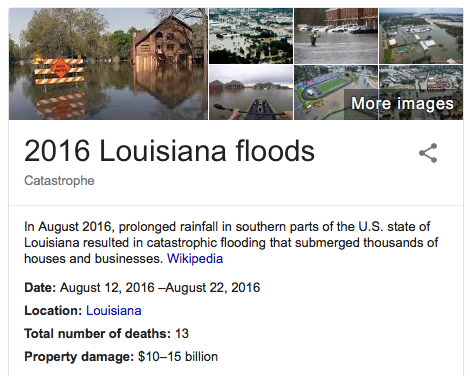 More images
2016 Louisiana floods
Catastrophe
In August 2016, prolonged rainfall in southern parts of the U.S. state of
Louisiana resulted in catastrophic flooding that submerged thousands of
houses and businesses. Wikipedia
Date: August 12, 2016 –August 22, 2016
Location: Louisiana
Total number of deaths: 13
Property damage: $10–15 billion